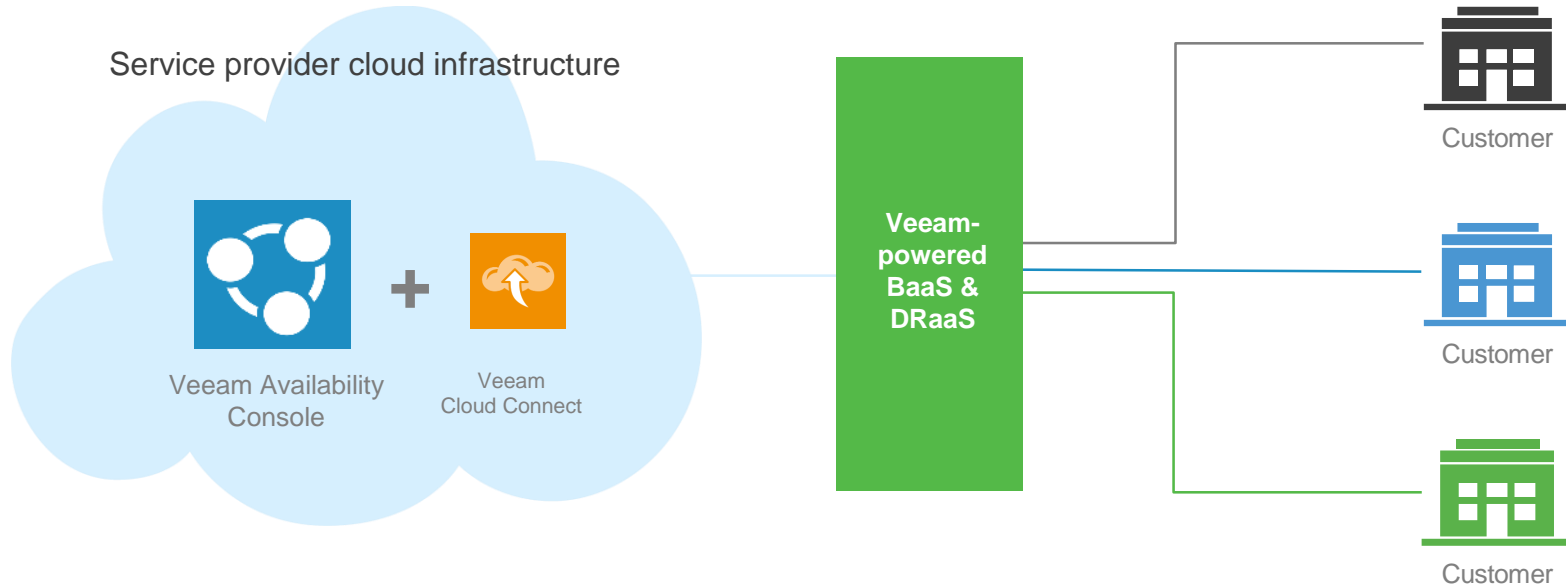 Service provider cloud infrastructure
Veeam Availability
Console
Veeam
Cloud Connect
Veeam-
powered
BaaS &
DRaaS
Customer
Customer
Customer